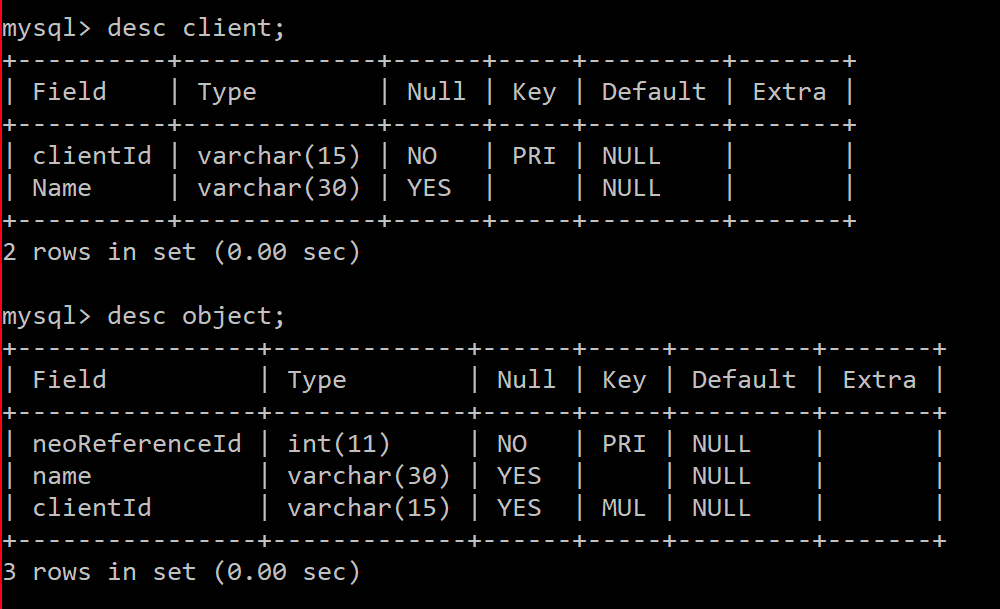 mysql> desc client;
+----------+-------------+------+-----+---------+-------+
| Field    | Type        | Null | Key | Default | Extra |
+----------+-------------+------+-----+---------+-------+
| clientId | varchar(15) | NO   | PRI | NULL    |       |
| Name     | varchar(30) | YES  |     | NULL    |       |
+----------+-------------+------+-----+---------+-------+
2 rows in set (0.00 sec)

mysql> desc object;
+----------------+-------------+------+-----+---------+-------+
| Field          | Type        | Null | Key | Default | Extra |
+----------------+-------------+------+-----+---------+-------+
| neoReferenceId | int(11)     | NO   | PRI | NULL    |       |
| name           | varchar(30) | YES  |     | NULL    |       |
| clientId       | varchar(15) | YES  | MUL | NULL    |       |
+----------------+-------------+------+-----+---------+-------+
3 rows in set (0.00 sec)